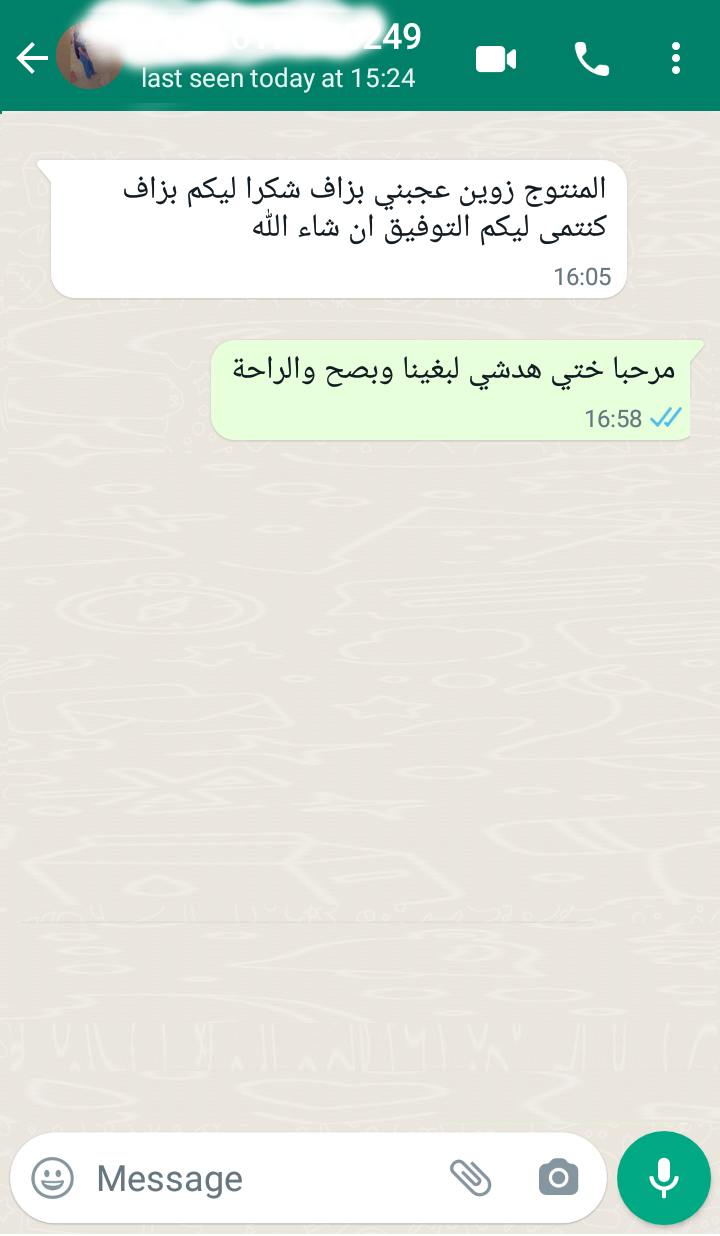 249
last seen today at 15:24
المنتوج زوين عجبني بزاف شكرا ليكم بزاف
كنتمى ليكم التوفيق ان شاء الله
16:05
مرحبا ختي هدشي لبغينا وبصح والراحة
16:58
Message